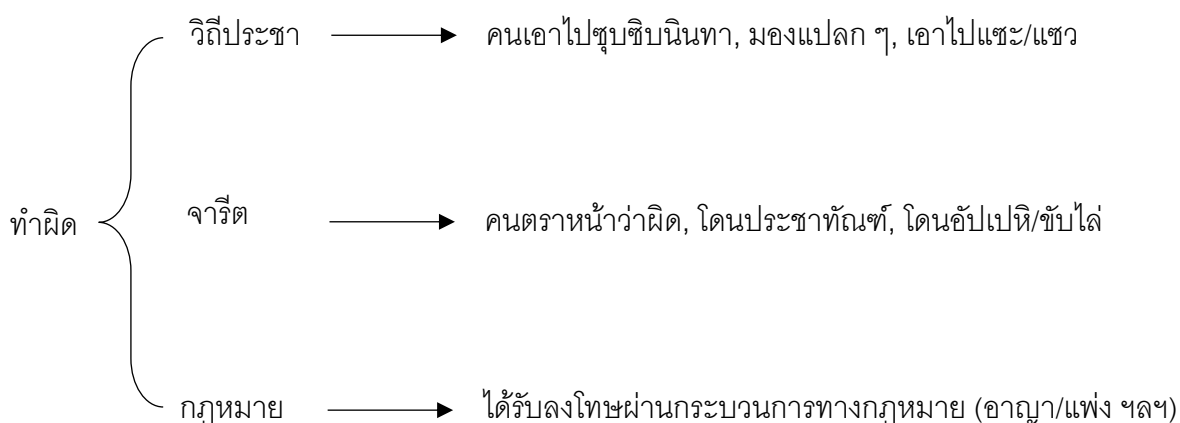 วิถีประชา คนเอาไปซุบซิบนินทา, มองแปลก ๆ, เอาไปแซะ/แซว
ทำผิด
จารีต คนตราหน้าว่าผิด, โดนประชาทัณฑ์, โดนอัปเปหิ/ขับไล่
กฎหมาย ได้รับลงโทษผ่านกระบวนการทางกฎหมาย (อาญา/แพ่ง ฯลฯ)